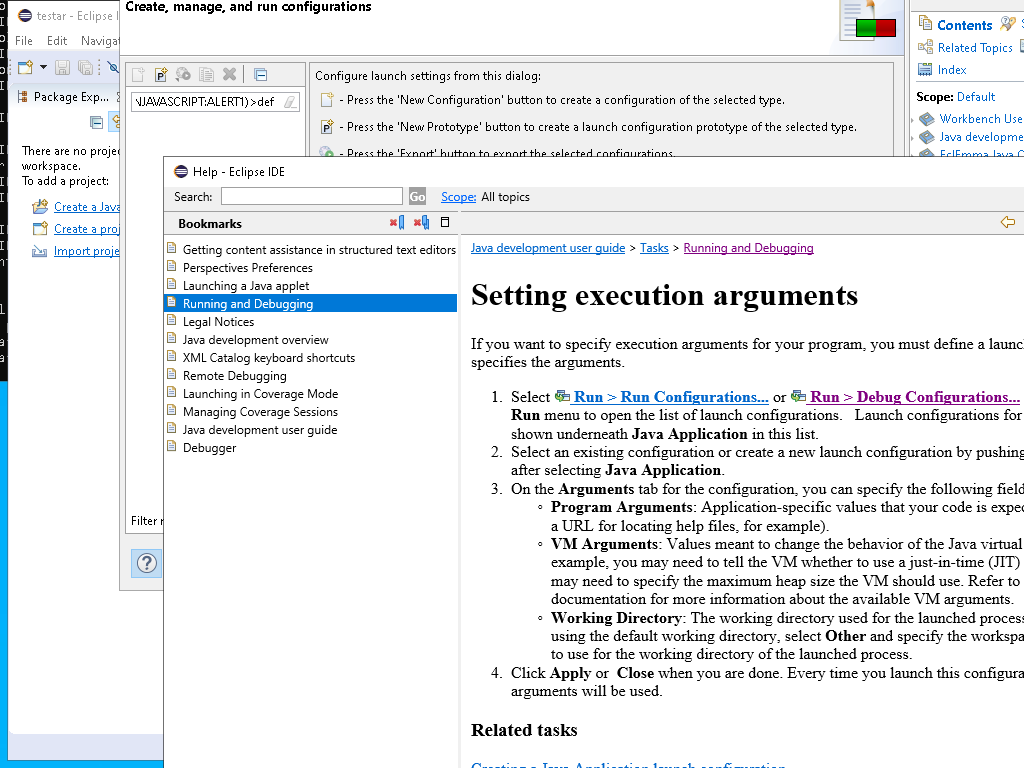 Create, manage, and run configurations
testar - Eclipse I
File Edit Navigat
Package Exp...
There are no projec
workspace.
To add a project:
Create a Java
Create a proj
Import proje
\JAVASCRIPT:ALERT1)>def
Filter r
Configure launch settings from this dialog:
- Press the 'New Configuration' button to create a configuration of the selected type.
- Press the 'New Prototype' button to create a launch configuration prototype of the selected type.
- Press the 'Export' button to export the selected configurations.
Contents
Related Topics
Index
Scope: Default
Workbench Use
Java developme
EclEmma Java C
Help - Eclipse IDE
Search: Go Scope: All topics
Bookmarks
Getting content assistance in structured text editors
Perspectives Preferences
Launching a Java applet
Running and Debugging
Legal Notices
Java development overview
XML Catalog keyboard shortcuts
Remote Debugging
Launching in Coverage Mode
Managing Coverage Sessions
Java development user guide
Debugger
Java development user guide > Tasks > Running and Debugging
Setting execution arguments
If you want to specify execution arguments for your program, you must define a launc
specifies the arguments.
1. Select Run > Run Configurations... or Run > Debug Configurations...
Run menu to open the list of launch configurations. Launch configurations for
shown underneath Java Application in this list.
2. Select an existing configuration or create a new launch configuration by pushing
after selecting Java Application.
3. On the Arguments tab for the configuration, you can specify the following field
Program Arguments: Application-specific values that your code is expec
a URL for locating help files, for example).
VM Arguments: Values meant to change the behavior of the Java virtual
example, you may need to tell the VM whether to use a just-in-time (JIT)
may need to specify the maximum heap size the VM should use. Refer to
documentation for more information about the available VM arguments.
Working Directory: The working directory used for the launched process
using the default working directory, select Other and specify the workspa
to use for the working directory of the launched process.
4. Click Apply or Close when you are done. Every time you launch this configura
arguments will be used.
Related tasks
Creating a Java Application launch configuration